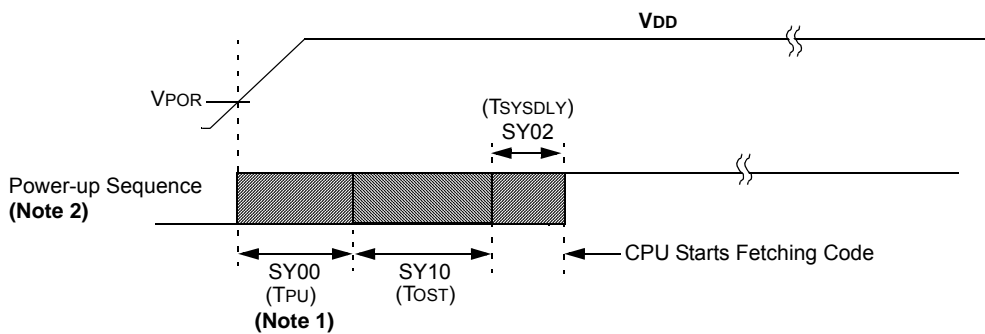 VDD
VPOR
(TSYSDLY)
SY02
Power-up Sequence
(Note 2)
CPU Starts Fetching Code
SY00
(TPU)
(Note 1)
SY10
(TOST)